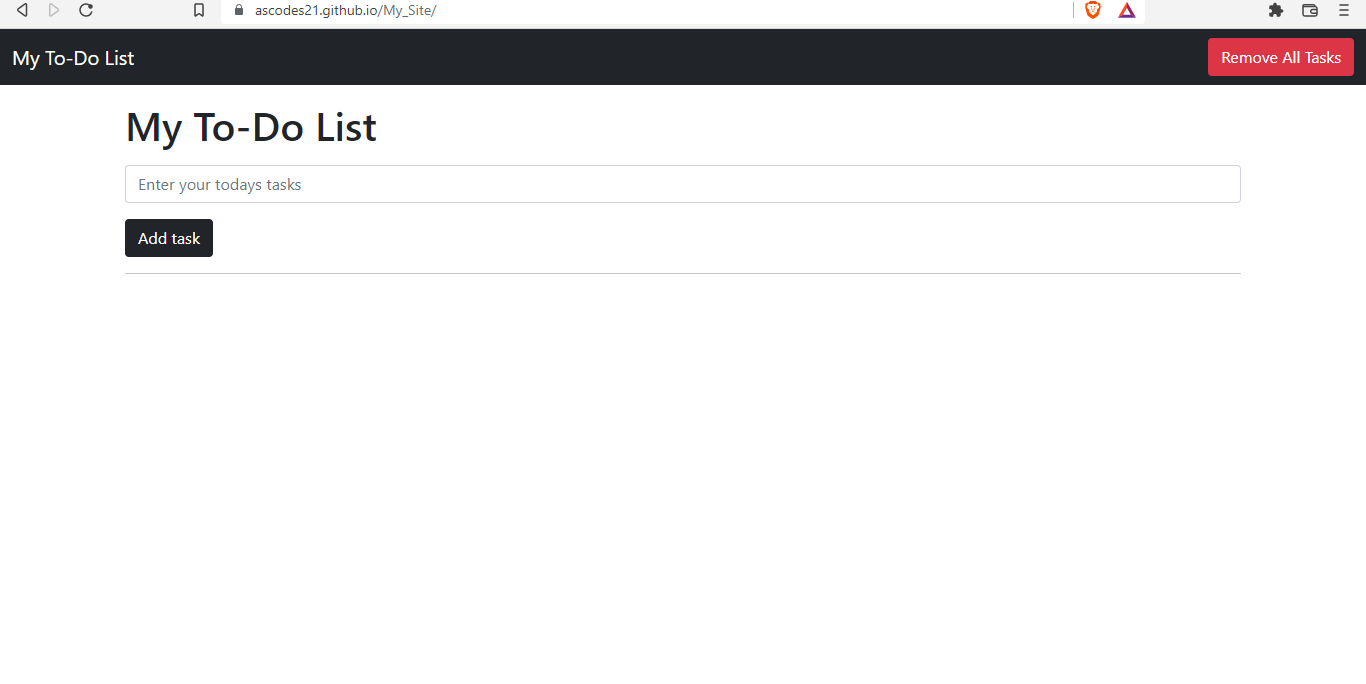 ascodes21.github.io/My_Site/
My To-Do List
Remove All Tasks
My To-Do List
Enter your todays tasks
Add task